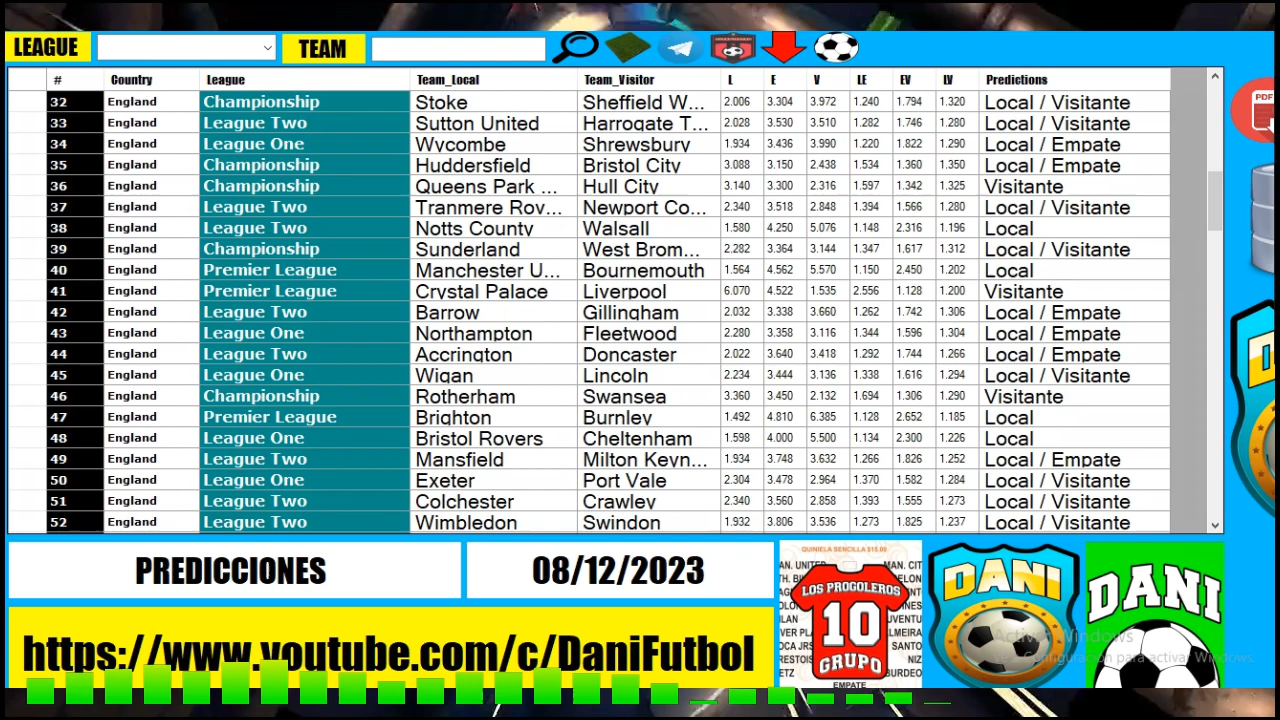 LEAGUE TEAM
# Country League Team_Local Team_Visitor L E V LE EV LV Predictions
32 England Championship Stoke Sheffield W... 2.006 3.304 3.972 1.240 1.794 1.320 Local / Visitante
33 England League Two Sutton United Harrogate T... 2.028 3.530 3.510 1.282 1.746 1.280 Local / Visitante
34 England League One Wycombe Shrewsbury 1.934 3.436 3.990 1.220 1.822 1.290 Local / Empate
35 England Championship Huddersfield Bristol City 3.088 3.150 2.438 1.534 1.360 1.350 Local / Empate
36 England Championship Queens Park ... Hull City 3.140 3.300 2.316 1.597 1.342 1.325 Visitante
37 England League Two Tranmere Rov... Newport Co... 2.340 3.518 2.848 1.394 1.566 1.280 Local / Visitante
38 England League Two Notts County Walsall 1.580 4.250 5.076 1.148 2.316 1.196 Local
39 England Championship Sunderland West Brom... 2.282 3.364 3.144 1.347 1.617 1.312 Local / Visitante
40 England Premier League Manchester U... Bournemouth 1.564 4.562 5.570 1.150 2.450 1.202 Local
41 England Premier League Crystal Palace Liverpool 6.070 4.522 1.535 2.556 1.128 1.200 Visitante
42 England League Two Barrow Gillingham 2.032 3.338 3.660 1.262 1.742 1.306 Local / Empate
43 England League One Northampton Fleetwood 2.280 3.358 3.116 1.344 1.596 1.304 Local / Empate
44 England League Two Accrington Doncaster 2.022 3.640 3.418 1.292 1.744 1.266 Local / Empate
45 England League One Wigan Lincoln 2.234 3.444 3.136 1.338 1.616 1.294 Local / Visitante
46 England Championship Rotherham Swansea 3.360 3.450 2.132 1.694 1.306 1.290 Visitante
47 England Premier League Brighton Burnley 1.492 4.810 6.385 1.128 2.652 1.185 Local
48 England League One Bristol Rovers Cheltenham 1.598 4.000 5.500 1.134 2.300 1.226 Local
49 England League Two Mansfield Milton Keyn... 1.934 3.748 3.632 1.266 1.826 1.252 Local / Empate
50 England League One Exeter Port Vale 2.304 3.478 2.964 1.370 1.582 1.284 Local / Visitante
51 England League Two Colchester Crawley 2.340 3.560 2.858 1.393 1.555 1.273 Local / Visitante
52 England League Two Wimbledon Swindon 1.932 3.806 3.536 1.273 1.825 1.237 Local / Visitante
PDF
PREDICCIONES
08/12/2023
https://www.youtube.com/c/DaniFutbol
QUINIELA SENCILLA $15.00
AN. UNITED MAN. CIT
LOS PROGOLEROS
10
GRUPO
EMPATE
DANI
DANI
Activar Windows
Configuración para activar Windows.